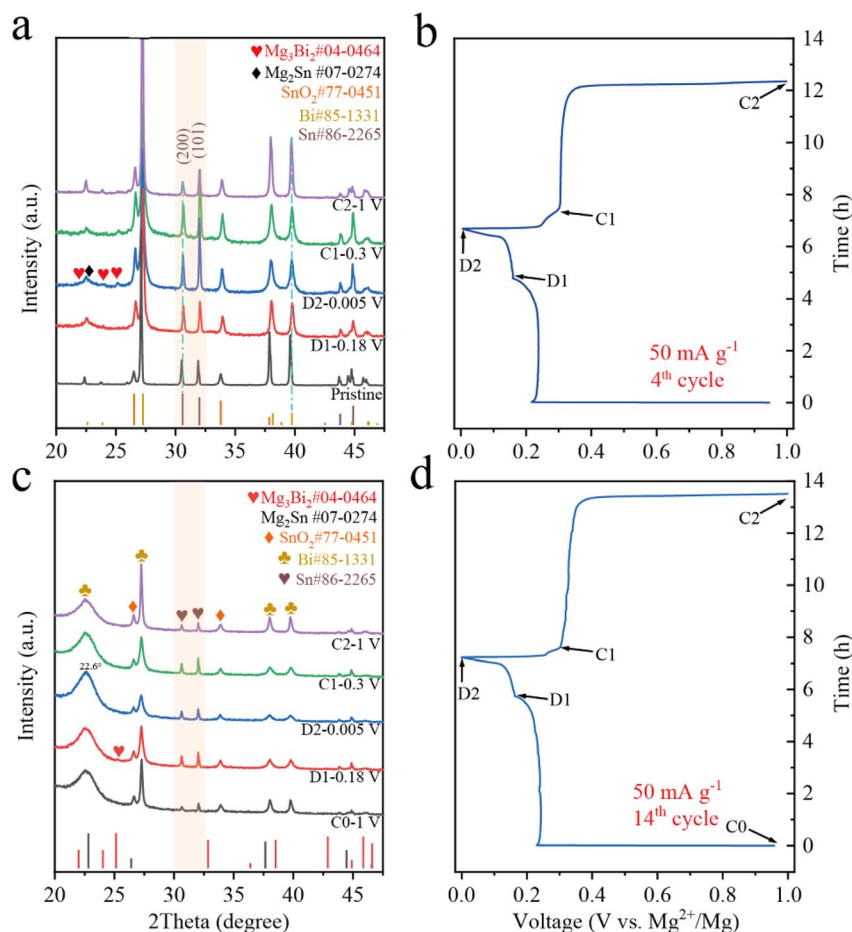 a
♥Mg₃Bi₂#04-0464
♦Mg₂Sn #07-0274
SnO₂#77-0451
Bi#85-1331
Sn#86-2265
(200)
(101)
C2-1 V
C1-0.3 V
D2-0.005 V
D1-0.18 V
Pristine
Intensity (a.u.)
20 25 30 35 40 45
b
C2
C1
D2
D1
50 mA g⁻¹
4ᵗʰ cycle
14
12
10
8
6
4
2
0
Time (h)
0.0 0.2 0.4 0.6 0.8 1.0
c
♥Mg₃Bi₂#04-0464
Mg₂Sn #07-0274
♦SnO₂#77-0451
♣Bi#85-1331
♥Sn#86-2265
22.6°
C2-1 V
C1-0.3 V
D2-0.005 V
D1-0.18 V
C0-1 V
Intensity (a.u.)
20 25 30 35 40 45
2Theta (degree)
d
C2
C1
D2
D1
50 mA g⁻¹
14ᵗʰ cycle
C0
14
12
10
8
6
4
2
0
Time (h)
0.0 0.2 0.4 0.6 0.8 1.0
Voltage (V vs. Mg²⁺/Mg)